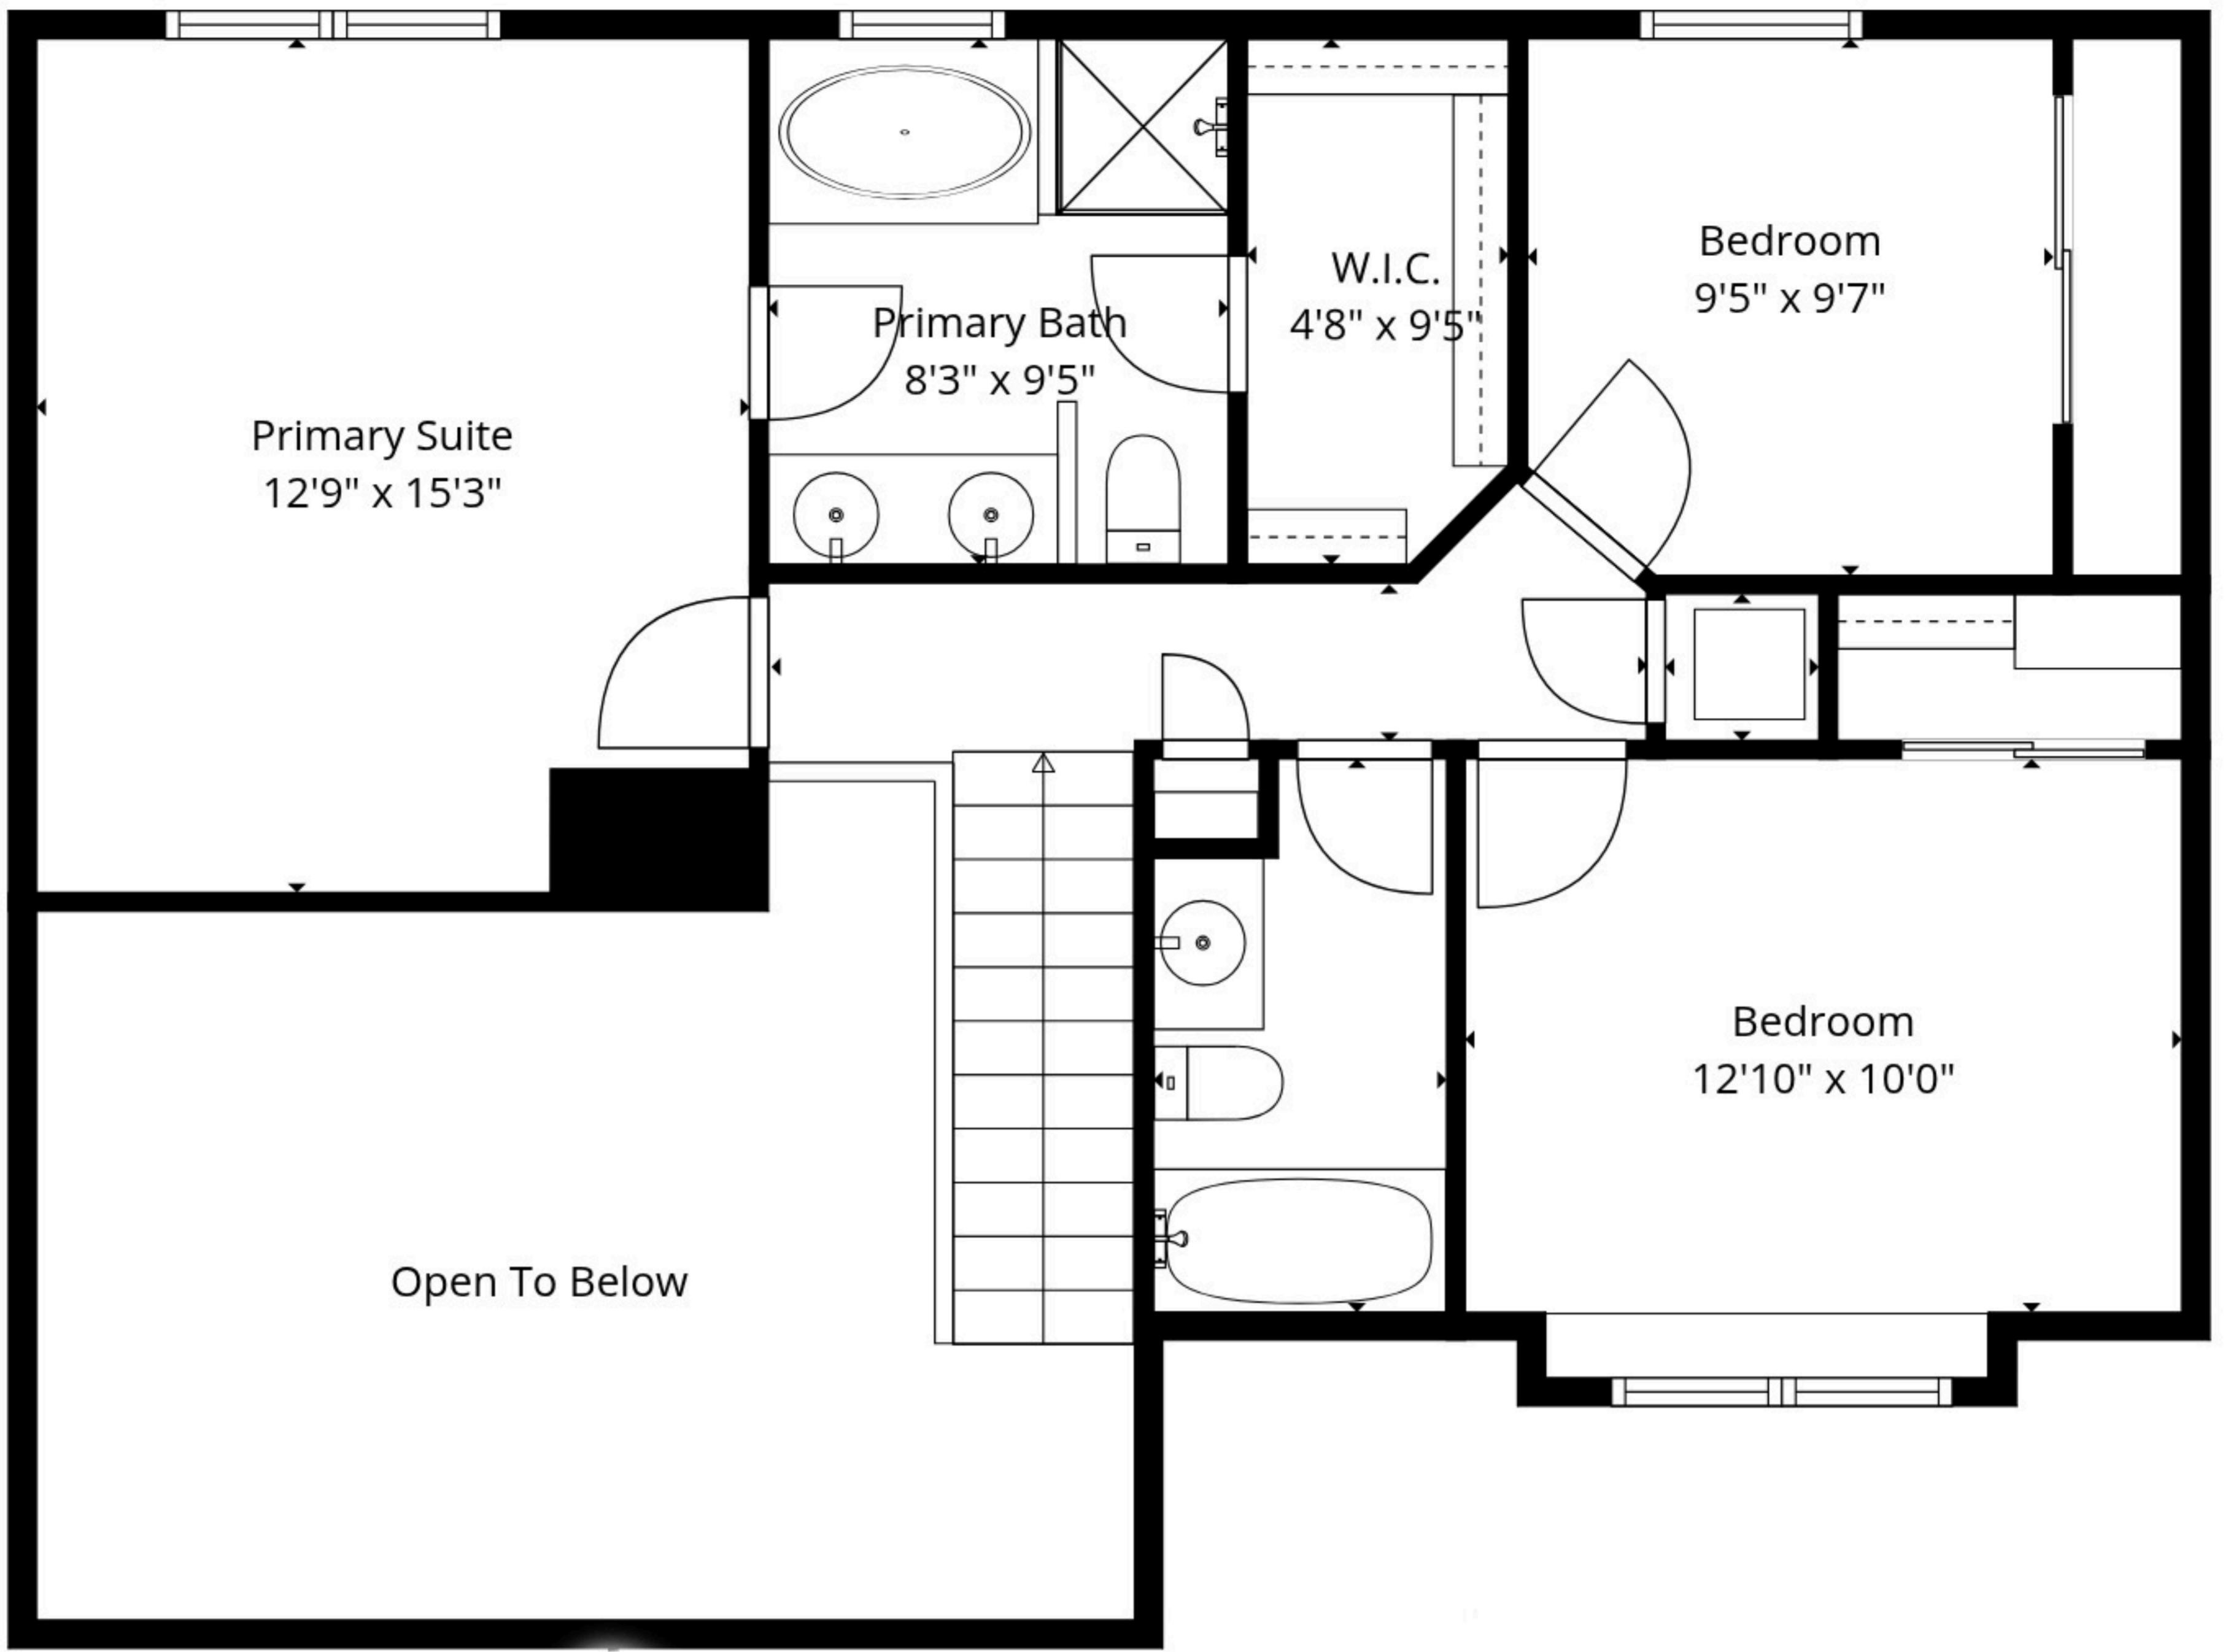 Primary Suite
12'9" x 15'3"
Primary Bath
8'3" x 9'5"
W.I.C.
4'8" x 9'5"
Bedroom
9'5" x 9'7"
Bedroom
12'10" x 10'0"
Open To Below